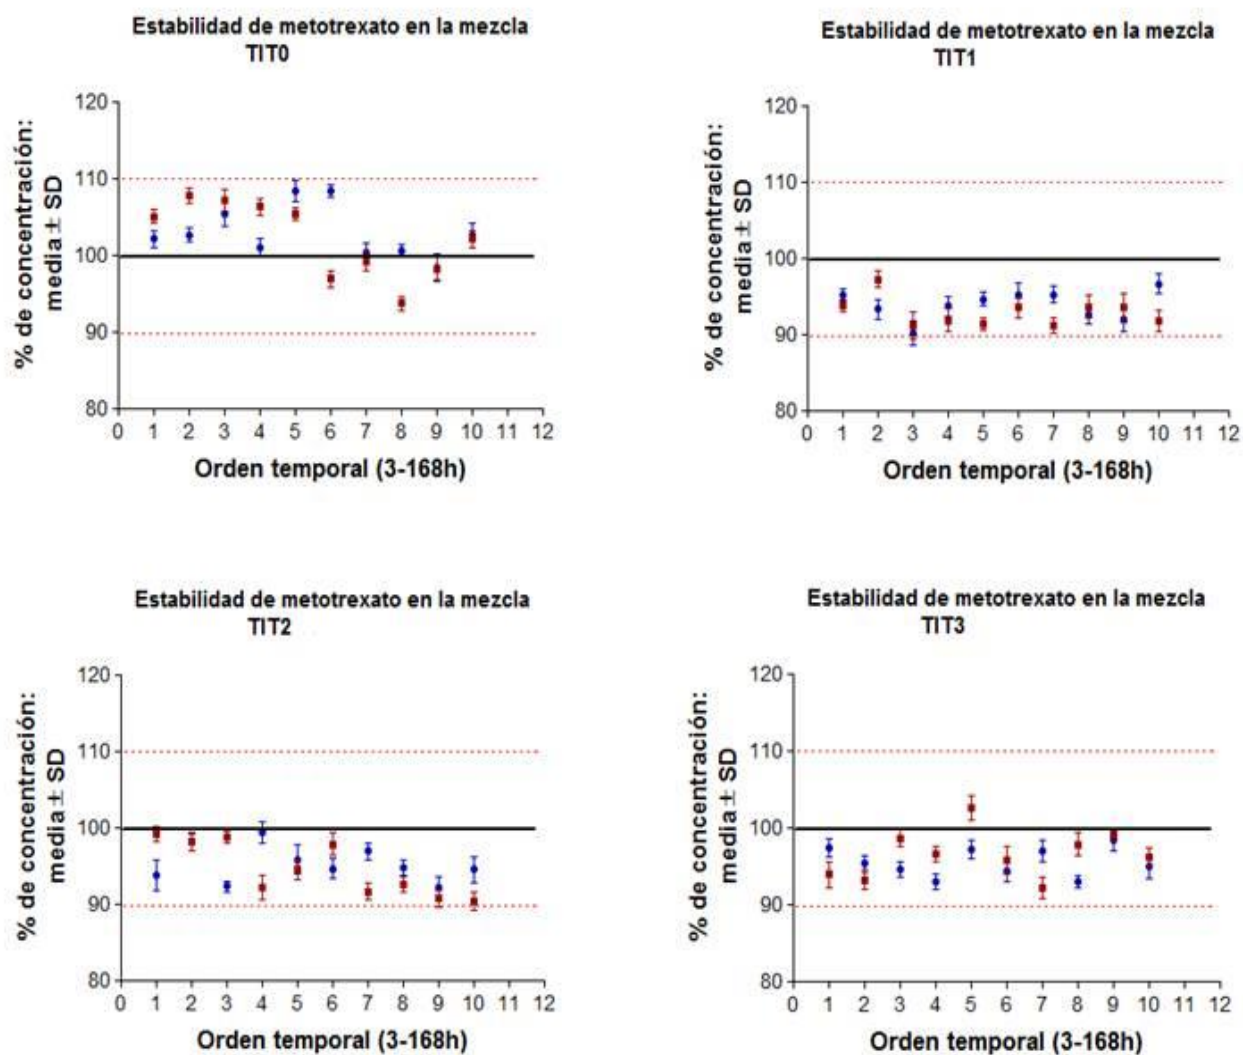 Estabilidad de metotrexato en la mezcla
TIT0
% de concentración:
media ± SD
120
110
100
90
80
0 1 2 3 4 5 6 7 8 9 10 11 12
Orden temporal (3-168h)
Estabilidad de metotrexato en la mezcla
TIT1
% de concentración:
media ± SD
120
110
100
90
80
0 1 2 3 4 5 6 7 8 9 10 11 12
Orden temporal (3-168h)
Estabilidad de metotrexato en la mezcla
TIT2
% de concentración:
media ± SD
120
110
100
90
80
0 1 2 3 4 5 6 7 8 9 10 11 12
Orden temporal (3-168h)
Estabilidad de metotrexato en la mezcla
TIT3
% de concentración:
media ± SD
120
110
100
90
80
0 1 2 3 4 5 6 7 8 9 10 11 12
Orden temporal (3-168h)